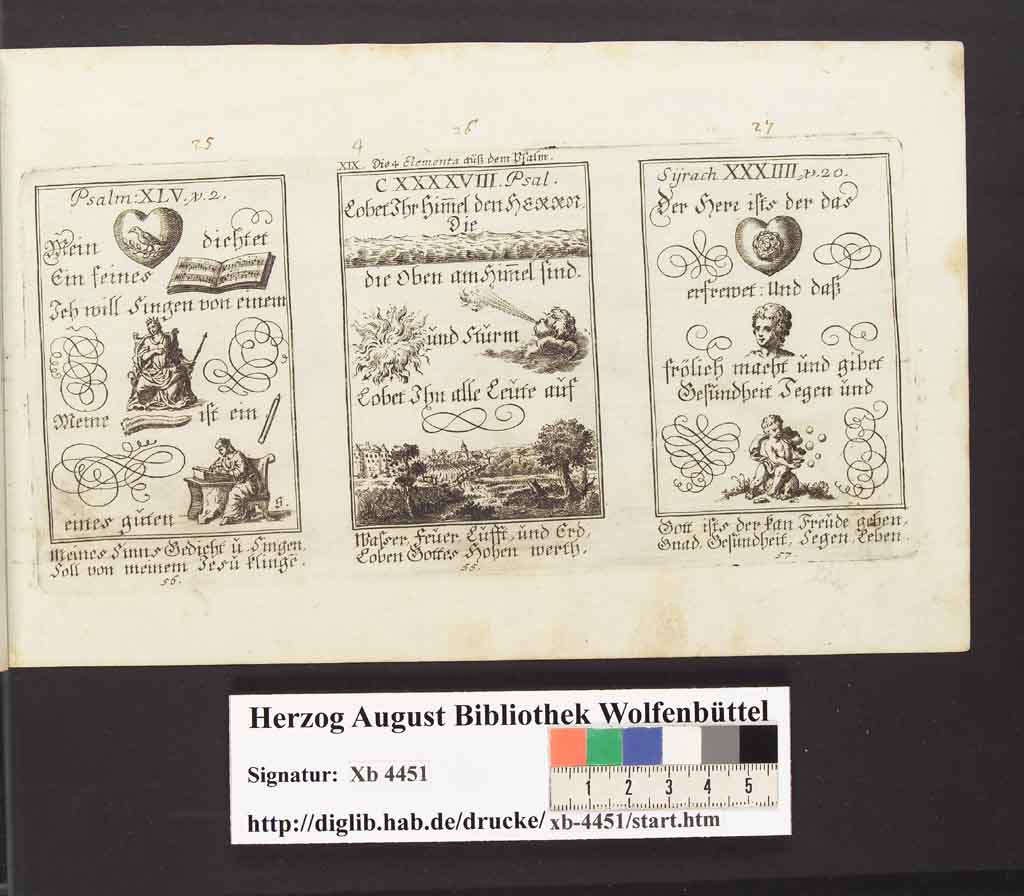 25
26
27
4
Psalm: XLV. v. 2.
Mein dichtet
Ein feines
Ich will Singen von einem
Meine ist ein
g.
eines guten
Meines Sinns Gedicht ũ. Singen,
Soll von meinem Jesu klinge.
56.
XIX. Die 4 Elementa auß dem Psalm.
CXXXXVIII. Psal.
Lobet Ihr Him̄el den HERRN.
Die
die Oben am Him̄el sind.
und Sturm
Lobet Ihn alle Leute auf
Wasser, Feuer, Lufft, und Erd,
Loben Gottes Hohen werth.
55.
Syrach XXXIIII. v. 20.
Der Herr ists der das
erfrewet: Und daß
frölich macht und gibet
Gesundheit Segen und
Gott ists der kan Freude geben,
Gnad, Gesundheit, Segen, Leben.
57.
Herzog August Bibliothek Wolfenbüttel
Signatur: Xb 4451
1 2 3 4 5
http://diglib.hab.de/drucke/xb-4451/start.htm